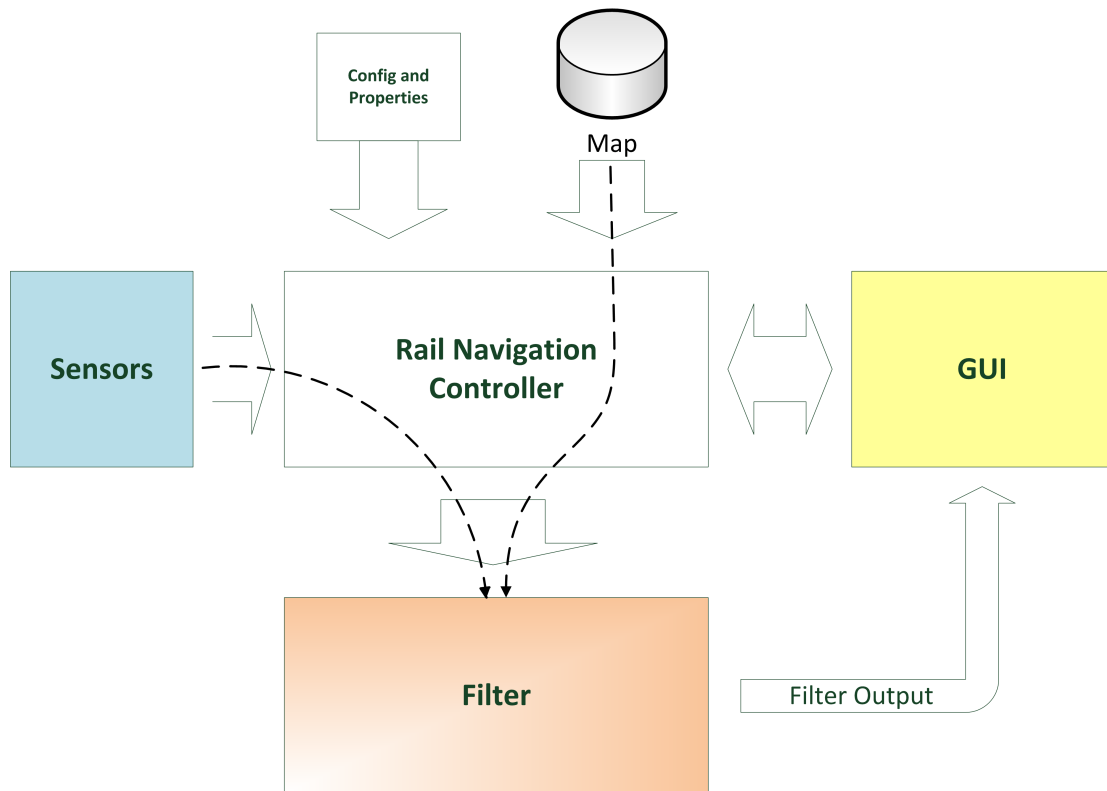 Config and
Properties
Map
Sensors
Rail Navigation
Controller
GUI
Filter
Filter Output